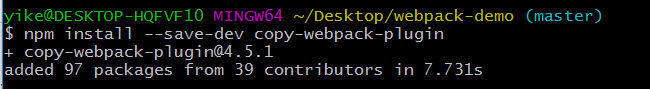 yike@DESKTOP-HQFVF10 MINGW64 ~/Desktop/webpack-demo (master)
$ npm install --save-dev copy-webpack-plugin
+ copy-webpack-plugin@4.5.1
added 97 packages from 39 contributors in 7.731s